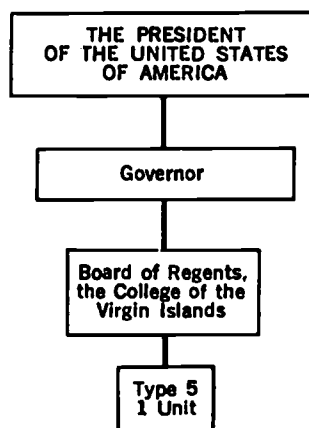 THE PRESIDENT
OF THE UNITED STATES
OF AMERICA
Governor
Board of Regents,
the College of the
Virgin Islands
Type 5
1 Unit